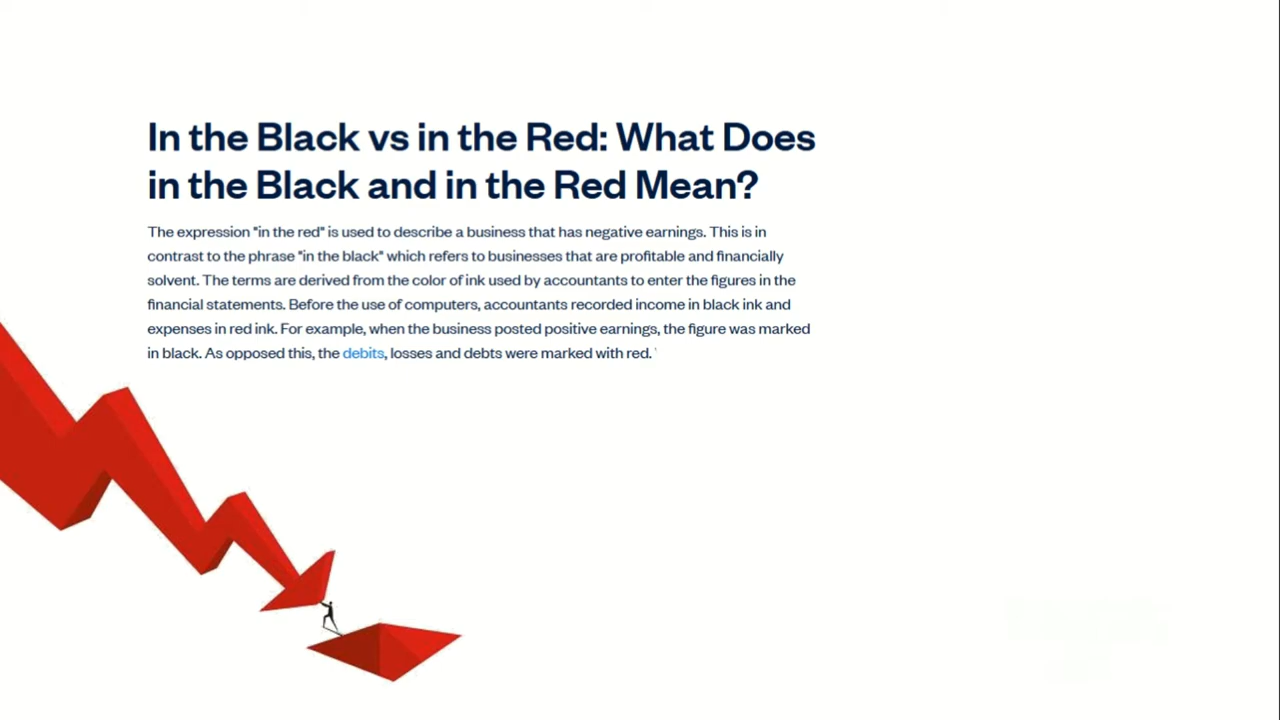 In the Black vs in the Red: What Does
in the Black and in the Red Mean?
The expression "in the red" is used to describe a business that has negative earnings. This is in
contrast to the phrase "in the black" which refers to businesses that are profitable and financially
solvent. The terms are derived from the color of ink used by accountants to enter the figures in the
financial statements. Before the use of computers, accountants recorded income in black ink and
expenses in red ink. For example, when the business posted positive earnings, the figure was marked
in black. As opposed this, the debits, losses and debts were marked with red.